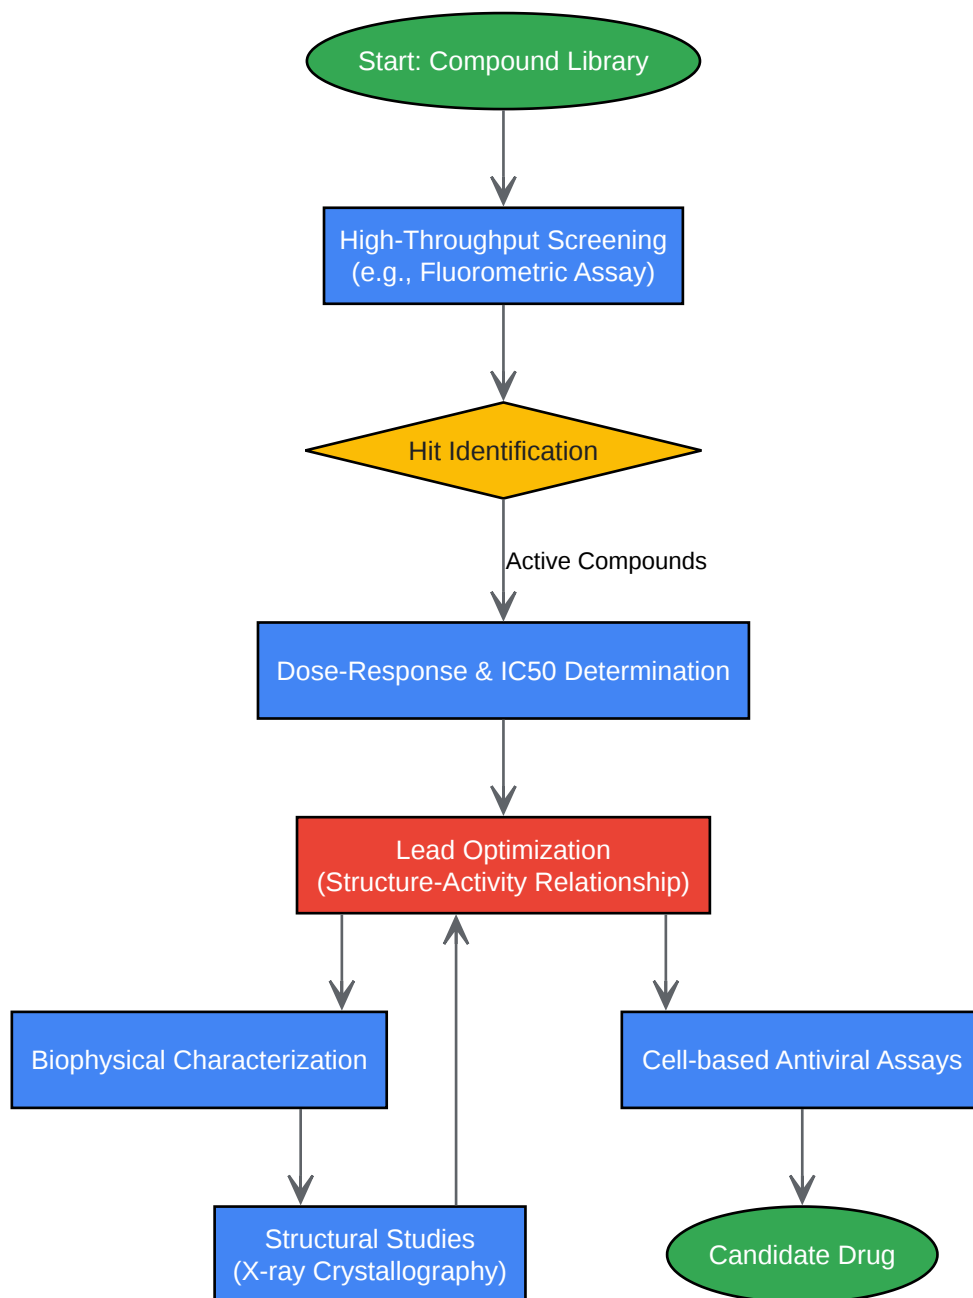 Start: Compound Library
High-Throughput Screening
(e.g., Fluorometric Assay)
Hit Identification
Active Compounds
Dose-Response & IC50 Determination
Lead Optimization
(Structure-Activity Relationship)
Biophysical Characterization
Cell-based Antiviral Assays
Structural Studies
(X-ray Crystallography)
Candidate Drug